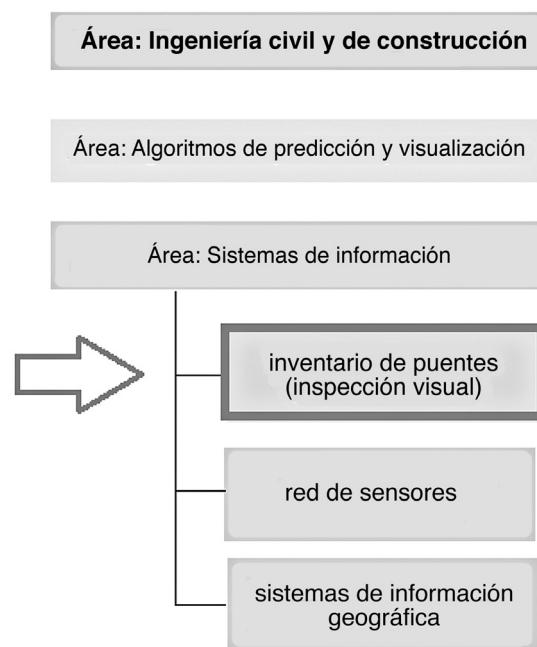 Área: Ingeniería civil y de construcción
Área: Algoritmos de predicción y visualización
Área: Sistemas de información
inventario de puentes
(inspección visual)
red de sensores
sistemas de información
geográfica